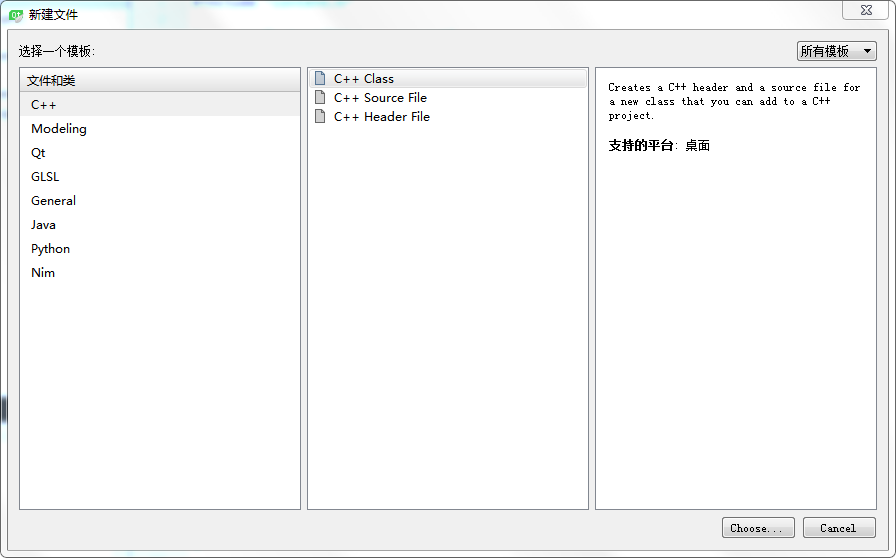 新建文件
选择一个模板:
所有模板
文件和类
C++
Modeling
Qt
GLSL
General
Java
Python
Nim
C++ Class
C++ Source File
C++ Header File
Creates a C++ header and a source file for
a new class that you can add to a C++
project.
支持的平台: 桌面
Choose...
Cancel